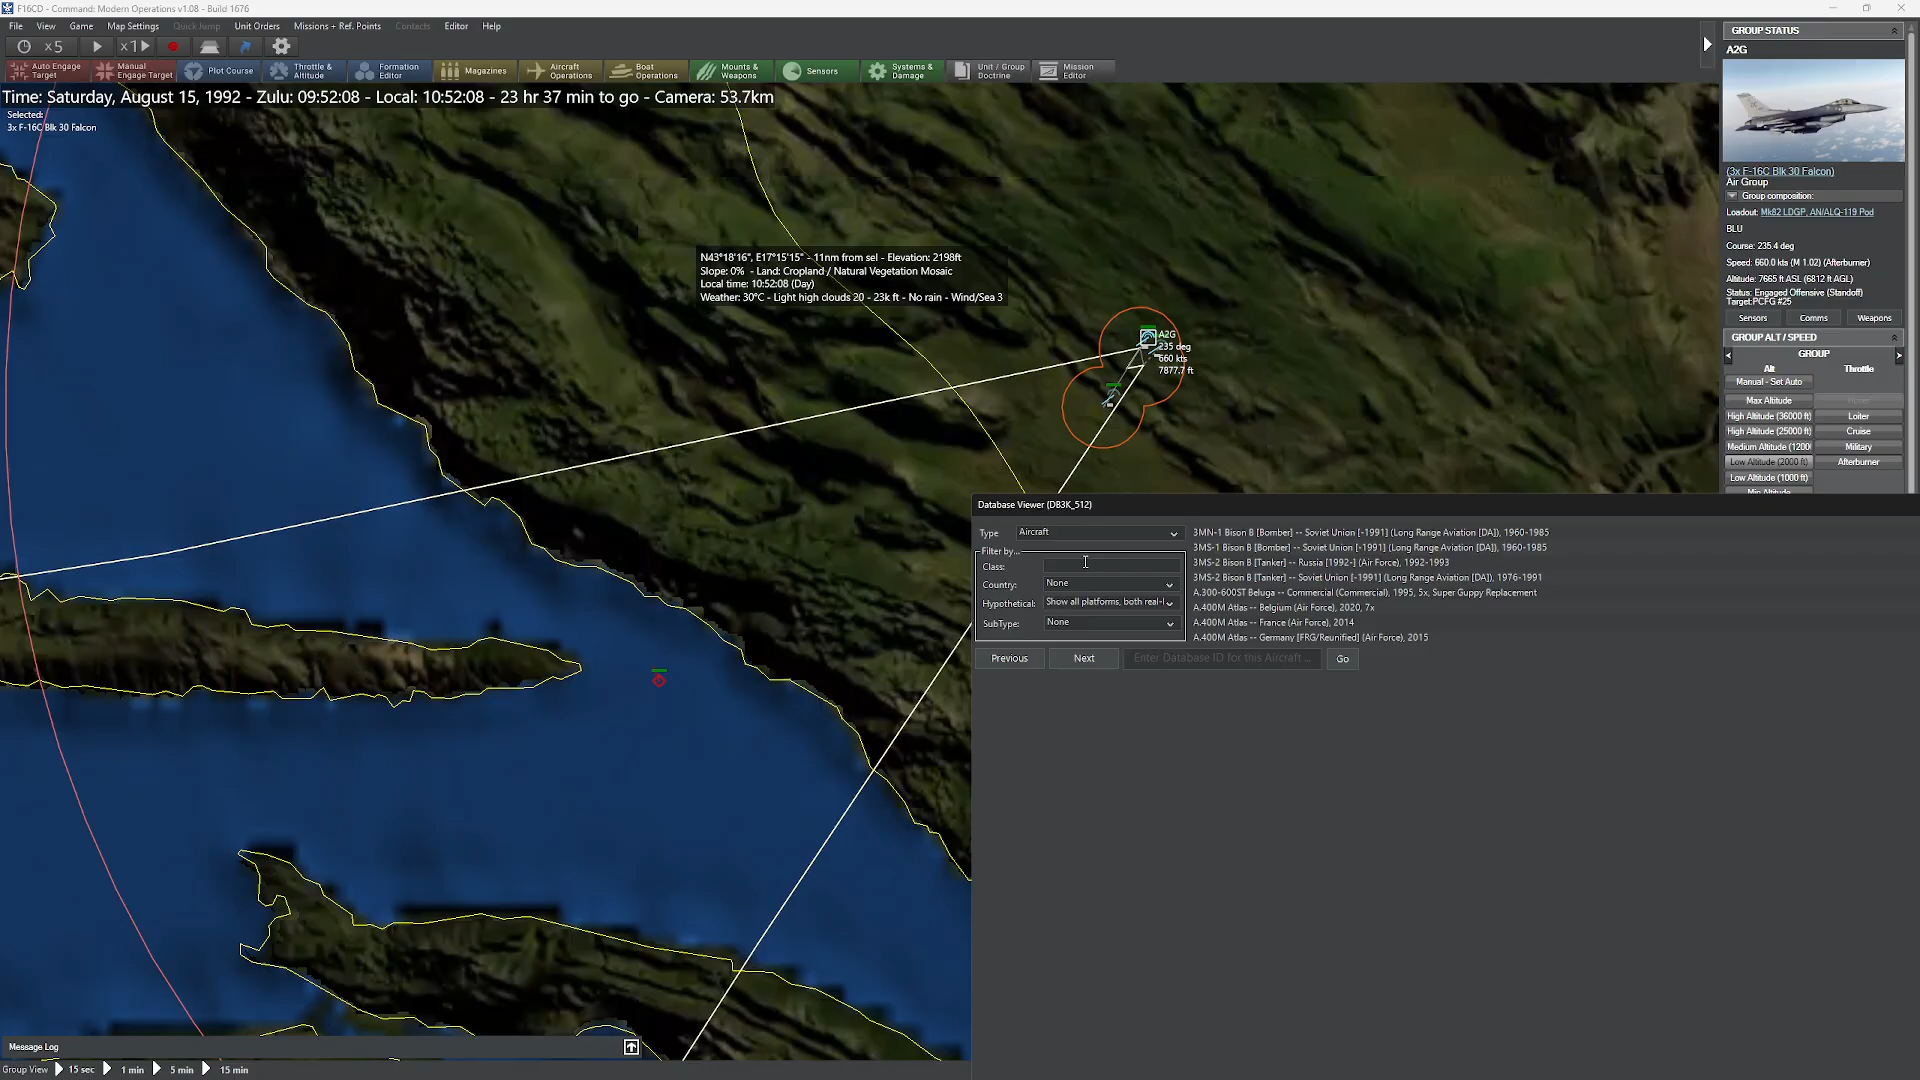 F16CD - Command: Modern Operations v1.08 - Build 1676
File View Game Map Settings Quick Jump Unit Orders Missions + Ref. Points Contacts Editor Help
x5 x1
Auto Engage Target
Manual Engage Target
Plot Course
Throttle & Altitude
Formation Editor
Magazines
Aircraft Operations
Boat Operations
Mounts & Weapons
Sensors
Systems & Damage
Unit / Group Doctrine
Mission Editor
Time: Saturday, August 15, 1992 - Zulu: 09:52:08 - Local: 10:52:08 - 23 hr 37 min to go - Camera: 53.7km
Selected:
3x F-16C Blk 30 Falcon
N43°18'16", E17°15'15" - 11nm from sel - Elevation: 2198ft
Slope: 0% - Land: Cropland / Natural Vegetation Mosaic
Local time: 10:52:08 (Day)
Weather: 30°C - Light high clouds 20 - 23k ft - No rain - Wind/Sea 3
A2G
235 deg
660 kts
7877.7 ft
GROUP STATUS
A2G
(3x F-16C Blk 30 Falcon)
Air Group
Group composition:
Loadout: Mk82 LDGP, AN/ALQ-119 Pod
BLU
Course: 235.4 deg
Speed: 660.0 kts (M 1.02) (Afterburner)
Altitude: 7665 ft ASL (6812 ft AGL)
Status: Engaged Offensive (Standoff)
Target:PCFG #25
Sensors Comms Weapons
GROUP ALT / SPEED
GROUP
Alt Throttle
Manual - Set Auto
Max Altitude
High Altitude (36000 ft) Loiter
High Altitude (25000 ft) Cruise
Medium Altitude (1200 Military
Low Altitude (2000 ft) Afterburner
Low Altitude (1000 ft)
Min Altitude
Database Viewer (DB3K_512)
Type Aircraft
Filter by...
Class:
Country: None
Hypothetical: Show all platforms, both real-l
SubType: None
3MN-1 Bison B [Bomber] -- Soviet Union [-1991] (Long Range Aviation [DA]), 1960-1985
3MS-1 Bison B [Bomber] -- Soviet Union [-1991] (Long Range Aviation [DA]), 1960-1985
3MS-2 Bison B [Tanker] -- Russia [1992-] (Air Force), 1992-1993
3MS-2 Bison B [Tanker] -- Soviet Union [-1991] (Long Range Aviation [DA]), 1976-1991
A.300-600ST Beluga -- Commercial (Commercial), 1995, 5x, Super Guppy Replacement
A.400M Atlas -- Belgium (Air Force), 2020, 7x
A.400M Atlas -- France (Air Force), 2014
A.400M Atlas -- Germany [FRG/Reunified] (Air Force), 2015
Previous Next Enter Database ID for this Aircraft ... Go
Message Log
Group View 15 sec 1 min 5 min 15 min